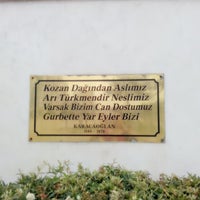 Kozan Dağından Aslımız
Arı Türkmendir Neslimiz
Varsak Bizim Can Dostumuz
Gurbette Yar Eyler Bizi
KARACAOĞLAN